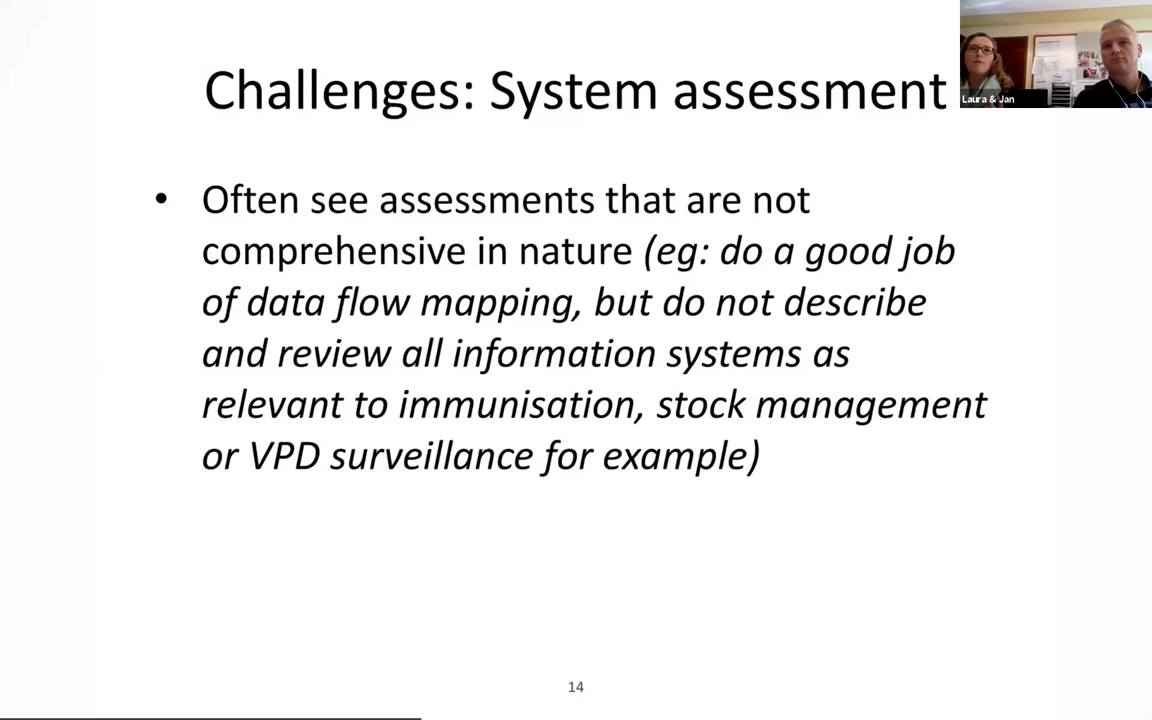 Challenges: System assessment
Laura & Jan
• Often see assessments that are not
comprehensive in nature (eg: do a good job
of data flow mapping, but do not describe
and review all information systems as
relevant to immunisation, stock management
or VPD surveillance for example)
14